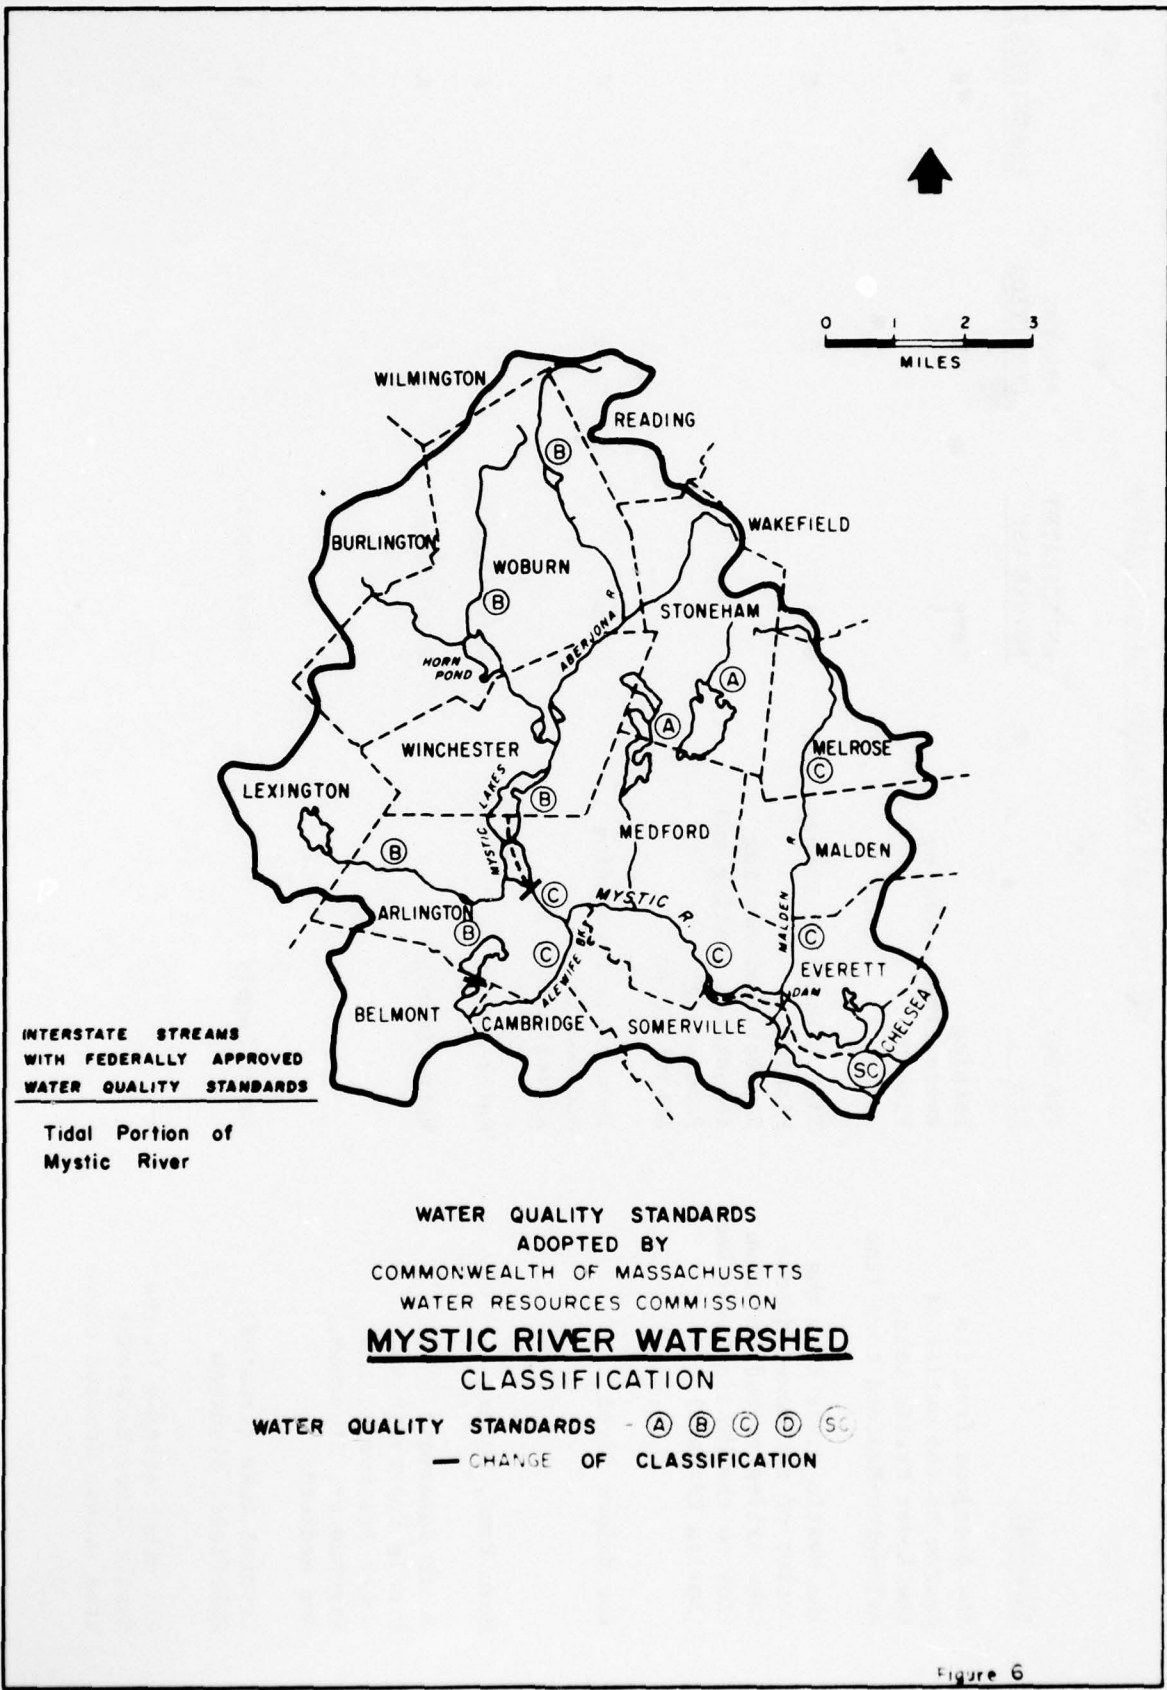 0 1 2 3
MILES
WILMINGTON
READING
B
WAKEFIELD
BURLINGTON
WOBURN
B
STONEHAM
ABERJONA R
HORN
POND
A
A
WINCHESTER
MELROSE
C
LEXINGTON
MYSTIC LAKES
B
MEDFORD
MALDEN
B
MALDEN R
C
MYSTIC R.
ARLINGTON
B
C
C
C
ALEWIFE BK.
EVERETT
DAM
BELMONT
CAMBRIDGE
SOMERVILLE
CHELSEA
SC
INTERSTATE STREAMS
WITH FEDERALLY APPROVED
WATER QUALITY STANDARDS
Tidal Portion of
Mystic River
WATER QUALITY STANDARDS
ADOPTED BY
COMMONWEALTH OF MASSACHUSETTS
WATER RESOURCES COMMISSION
MYSTIC RIVER WATERSHED
CLASSIFICATION
WATER QUALITY STANDARDS - A B C D SC
— CHANGE OF CLASSIFICATION
Figure 6